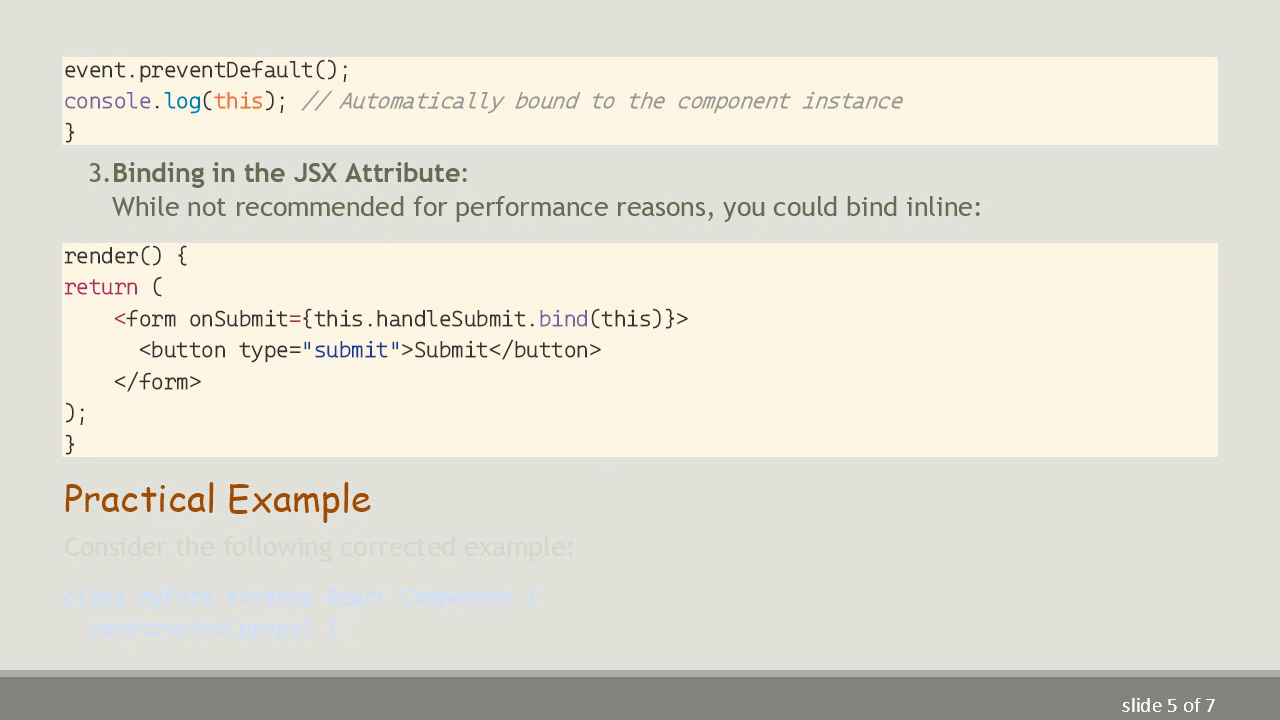 event.preventDefault();
console.log(this); // Automatically bound to the component instance
}
3.Binding in the JSX Attribute:
While not recommended for performance reasons, you could bind inline:
render() {
return (
    <form onSubmit={this.handleSubmit.bind(this)}>
      <button type="submit">Submit</button>
    </form>
);
}
Practical Example
Consider the following corrected example:
class MyForm extends React.Component {
  constructor(props) {
slide 5 of 7